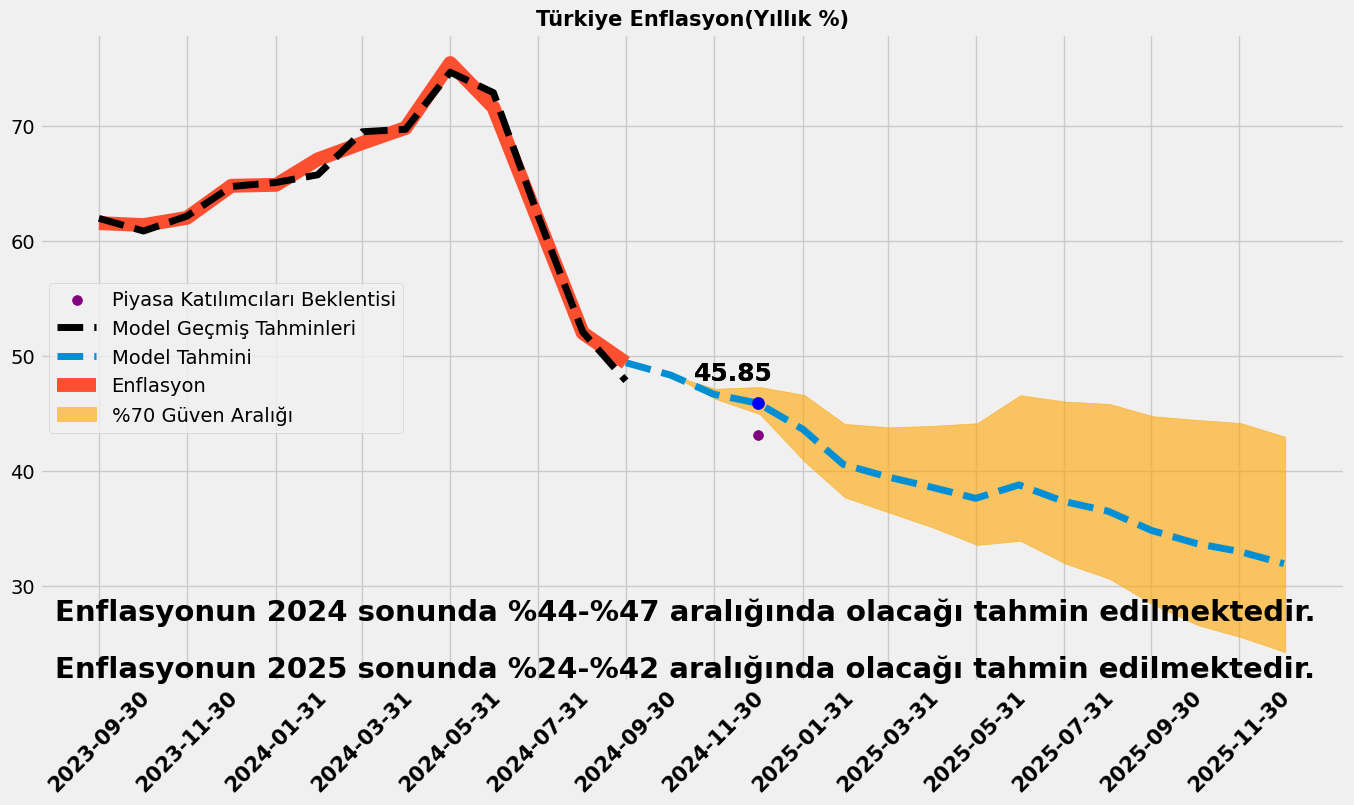 Türkiye Enflasyon(Yıllık %)
70
60
50
40
30
Piyasa Katılımcıları Beklentisi
Model Geçmiş Tahminleri
Model Tahmini
Enflasyon
%70 Güven Aralığı
45.85
Enflasyonun 2024 sonunda %44-%47 aralığında olacağı tahmin edilmektedir.
Enflasyonun 2025 sonunda %24-%42 aralığında olacağı tahmin edilmektedir.
2023-09-30
2023-11-30
2024-01-31
2024-03-31
2024-05-31
2024-07-31
2024-09-30
2024-11-30
2025-01-31
2025-03-31
2025-05-31
2025-07-31
2025-09-30
2025-11-30